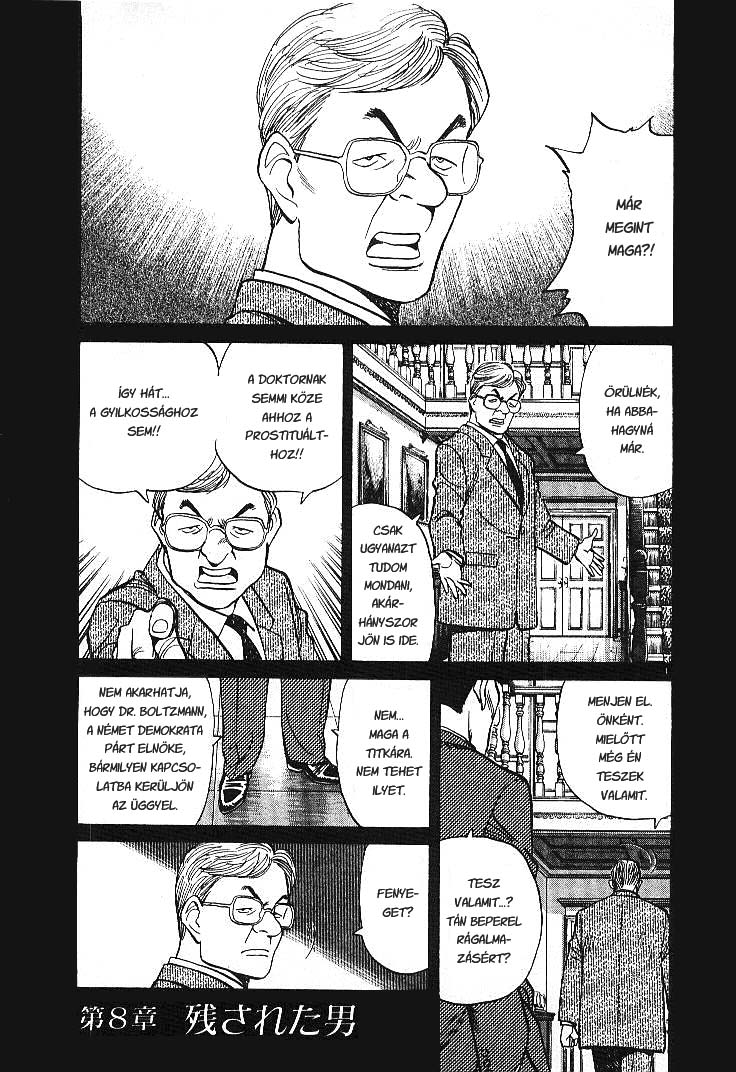 MÁR
MEGINT
MAGA?!
ÖRÜLNÉK,
HA ABBA-
HAGYNÁ
MÁR.
CSAK
UGYANAZT
TUDOM
MONDANI,
AKÁR-
HÁNYSZOR
JÖN IS IDE.
A DOKTORNAK
SEMMI KÖZE
AHHOZ A
PROSTITUÁLT-
HOZ!!
ÍGY HÁT...
A GYILKOSSÁGHOZ
SEM!!
MENJEN EL.
ÖNKÉNT.
MIELŐTT
MÉG ÉN
TESZEK
VALAMIT.
TESZ
VALAMIT...?
TÁN BEPEREL
RÁGALMA-
ZÁSÉRT?
NEM...
MAGA A
TITKÁRA.
NEM TEHET
ILYET.
NEM AKARHATJA,
HOGY DR. BOLTZMANN,
A NÉMET DEMOKRATA
PÁRT ELNÖKE,
BÁRMILYEN KAPCSO-
LATBA KERÜLJÖN
AZ ÜGGYEL.
FENYE-
GET?
第8章 残された男